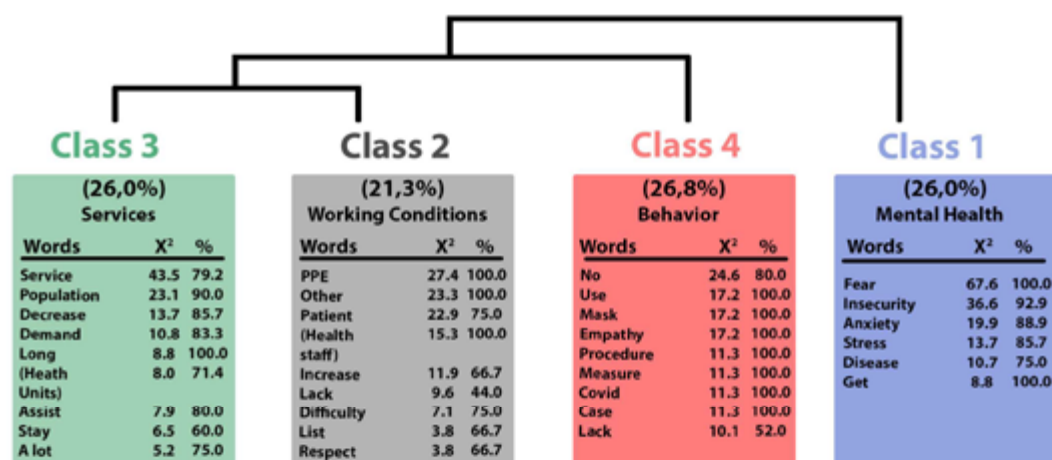 Class 3
(26,0%)
Services
Words X² %
Service 43.5 79.2
Population 23.1 90.0
Decrease 13.7 85.7
Demand 10.8 83.3
Long 8.8 100.0
(Heath 8.0 71.4
Units)
Assist 7.9 80.0
Stay 6.5 60.0
A lot 5.2 75.0
Class 2
(21,3%)
Working Conditions
Words X² %
PPE 27.4 100.0
Other 23.3 100.0
Patient 22.9 75.0
(Health 15.3 100.0
staff)
Increase 11.9 66.7
Lack 9.6 44.0
Difficulty 7.1 75.0
List 3.8 66.7
Respect 3.8 66.7
Class 4
(26,8%)
Behavior
Words X² %
No 24.6 80.0
Use 17.2 100.0
Mask 17.2 100.0
Empathy 17.2 100.0
Procedure 11.3 100.0
Measure 11.3 100.0
Covid 11.3 100.0
Case 11.3 100.0
Lack 10.1 52.0
Class 1
(26,0%)
Mental Health
Words X² %
Fear 67.6 100.0
Insecurity 36.6 92.9
Anxiety 19.9 88.9
Stress 13.7 85.7
Disease 10.7 75.0
Get 8.8 100.0